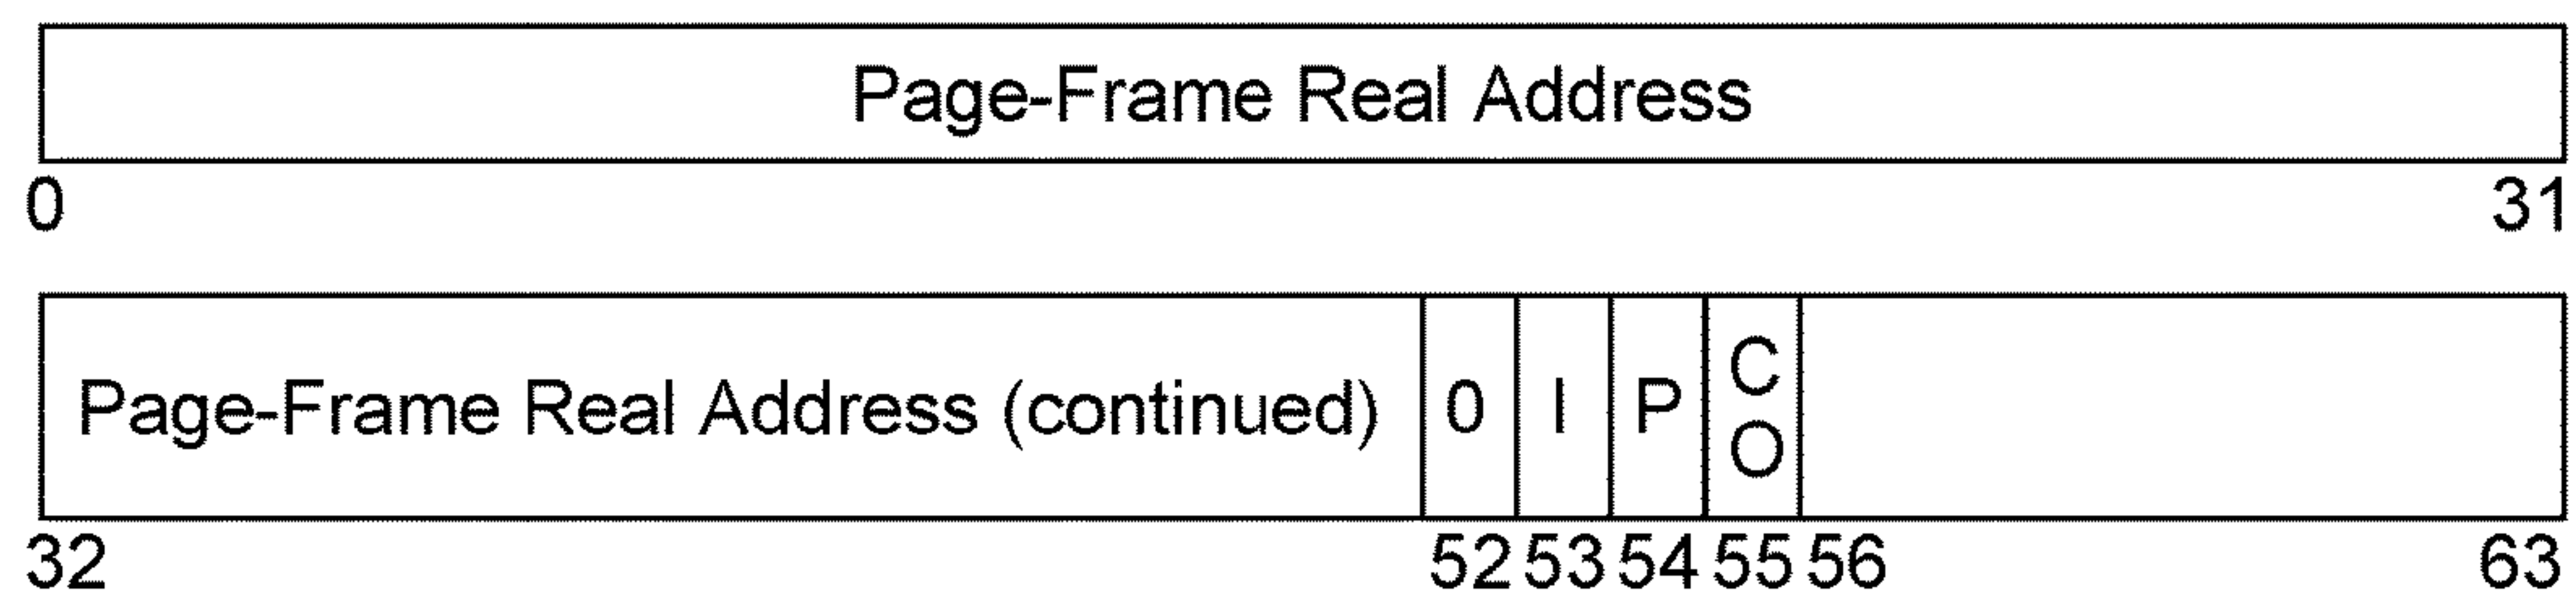 Page-Frame Real Address
0 31
Page-Frame Real Address (continued) 0 I P CO
32 52 53 54 55 56 63